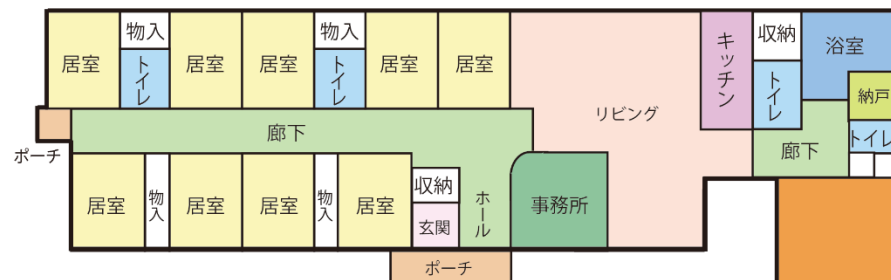 物入
物入
収納
居室
居室
居室
居室
居室
キッチン
浴室
トイレ
トイレ
トイレ
納戸
リビング
廊下
トイレ
廊下
ポーチ
収納
居室
物入
居室
居室
物入
居室
ホール
事務所
玄関
ポーチ